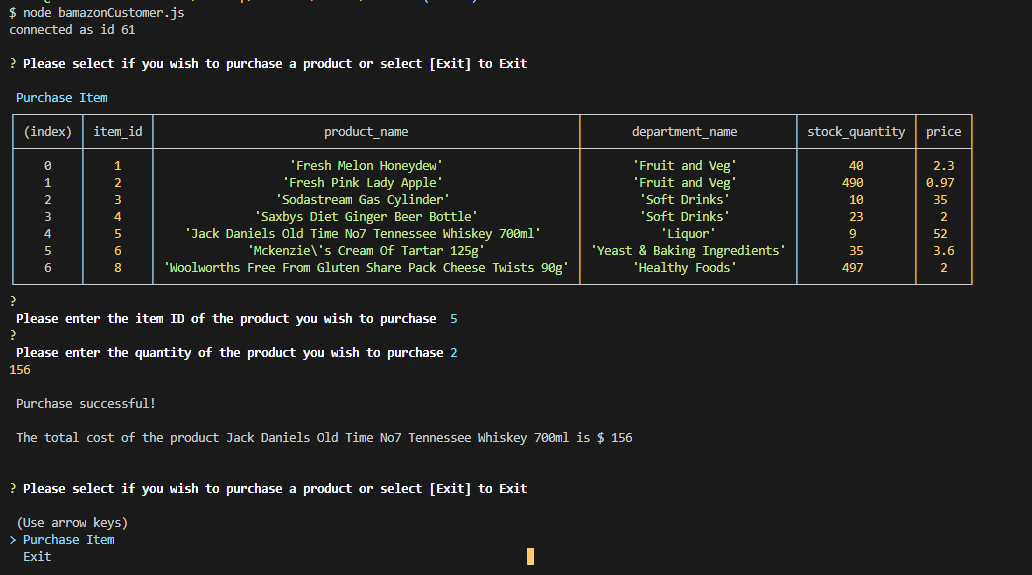 $ node bamazonCustomer.js
connected as id 61
? Please select if you wish to purchase a product or select [Exit] to Exit
Purchase Item
(index) item_id product_name department_name stock_quantity price
0 1 'Fresh Melon Honeydew' 'Fruit and Veg' 40 2.3
1 2 'Fresh Pink Lady Apple' 'Fruit and Veg' 490 0.97
2 3 'Sodastream Gas Cylinder' 'Soft Drinks' 10 35
3 4 'Saxbys Diet Ginger Beer Bottle' 'Soft Drinks' 23 2
4 5 'Jack Daniels Old Time No7 Tennessee Whiskey 700ml' 'Liquor' 9 52
5 6 'Mckenzie\'s Cream Of Tartar 125g' 'Yeast & Baking Ingredients' 35 3.6
6 8 'Woolworths Free From Gluten Share Pack Cheese Twists 90g' 'Healthy Foods' 497 2
?
Please enter the item ID of the product you wish to purchase 5
?
Please enter the quantity of the product you wish to purchase 2
156
Purchase successful!
The total cost of the product Jack Daniels Old Time No7 Tennessee Whiskey 700ml is $ 156
? Please select if you wish to purchase a product or select [Exit] to Exit
(Use arrow keys)
> Purchase Item
Exit